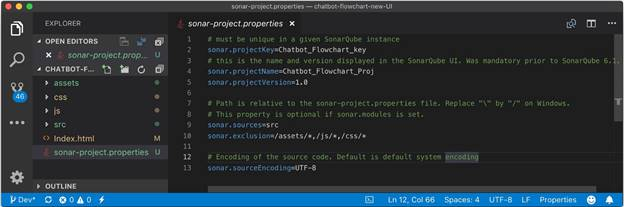 sonar-project.properties — chatbot-flowchart-new-UI
EXPLORER
OPEN EDITORS
sonar-project.prop... U
CHATBOT-F...
assets
css
js
src
Index.html M
sonar-project.properties U
OUTLINE
sonar-project.properties
1 # must be unique in a given SonarQube instance
2 sonar.projectKey=Chatbot_Flowchart_key
3 # this is the name and version displayed in the SonarQube UI. Was mandatory prior to SonarQube 6.1.
4 sonar.projectName=Chatbot_Flowchart_Proj
5 sonar.projectVersion=1.0
6
7 # Path is relative to the sonar-project.properties file. Replace "\" by "/" on Windows.
8 # This property is optional if sonar.modules is set.
9 sonar.sources=src
10 sonar.exclusion=/assets/*,/js/*,/css/*
11
12 # Encoding of the source code. Default is default system encoding
13 sonar.sourceEncoding=UTF-8
46
Dev* 0 0 Ln 12, Col 66 Spaces: 4 UTF-8 LF Properties